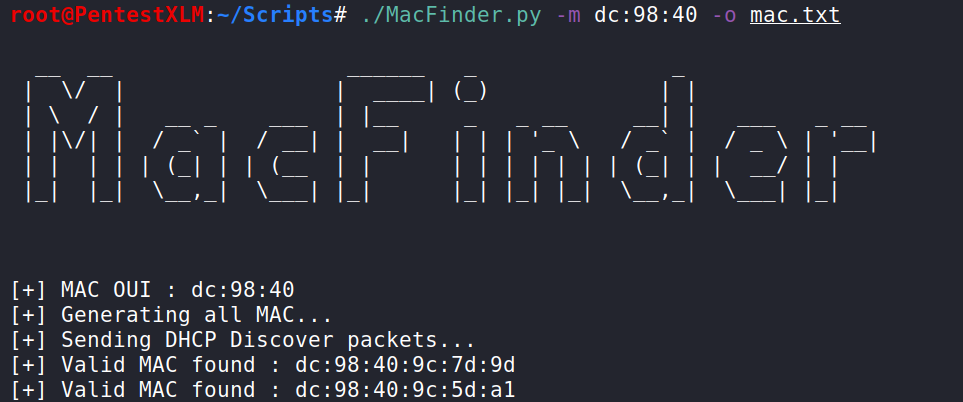 root@PentestXLM:~/Scripts# ./MacFinder.py -m dc:98:40 -o mac.txt
MacFinder
[+] MAC OUI : dc:98:40
[+] Generating all MAC...
[+] Sending DHCP Discover packets...
[+] Valid MAC found : dc:98:40:9c:7d:9d
[+] Valid MAC found : dc:98:40:9c:5d:a1